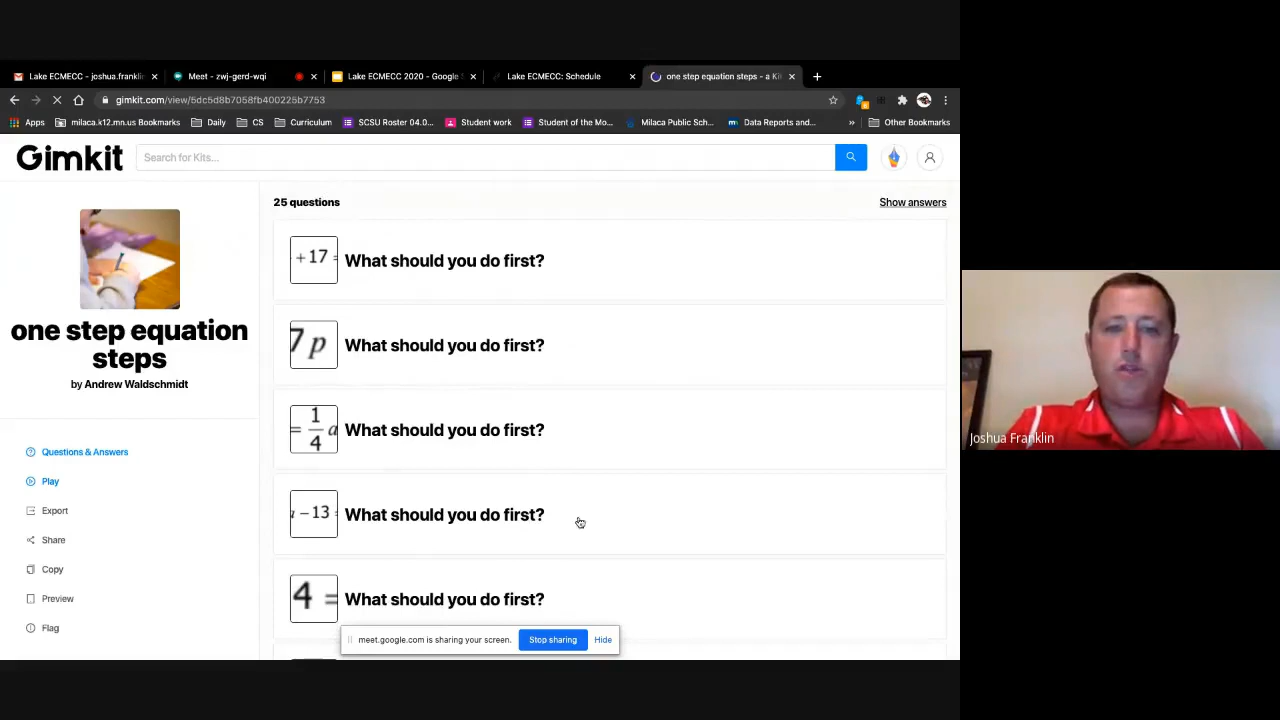 Lake ECMECC - joshua.franklin
Meet - zwj-gerd-wqi
Lake ECMECC 2020 - Google S
Lake ECMECC: Schedule
one step equation steps - a Ki
gimkit.com/view/5dc5d8b7058fb400225b7753
Apps
milaca.k12.mn.us Bookmarks
Daily
CS
Curriculum
SCSU Roster 04.0...
Student work
Student of the Mo...
Milaca Public Sch...
Data Reports and...
»
Other Bookmarks
Gimkit
Search for Kits...
one step equation
steps
by Andrew Waldschmidt
Questions & Answers
Play
Export
Share
Copy
Preview
Flag
25 questions
Show answers
+17 =
What should you do first?
7p
What should you do first?
= 1/4 a
What should you do first?
-13
What should you do first?
4 =
What should you do first?
meet.google.com is sharing your screen.
Stop sharing
Hide
Joshua Franklin